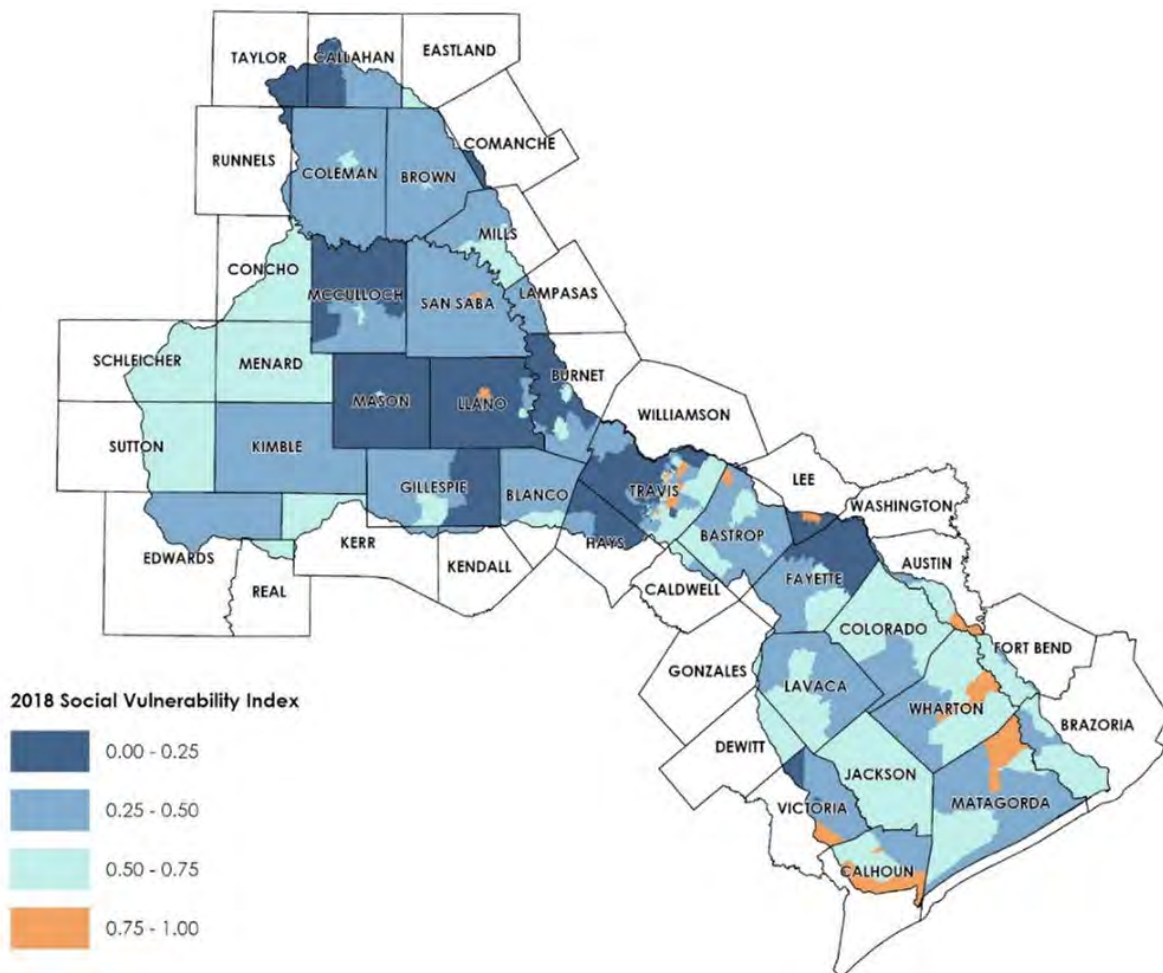 TAYLOR
CALLAHAN
EASTLAND
RUNNELS
COLEMAN
BROWN
COMANCHE
MILLS
CONCHO
MCCULLOCH
SAN SABA
LAMPASAS
SCHLEICHER
MENARD
MASON
LLANO
BURNET
WILLIAMSON
SUTTON
KIMBLE
GILLESPIE
BLANCO
TRAVIS
LEE
WASHINGTON
EDWARDS
REAL
KERR
KENDALL
HAYS
BASTROP
CALDWELL
FAYETTE
AUSTIN
GONZALES
COLORADO
FORT BEND
LAVACA
WHARTON
BRAZORIA
DEWITT
JACKSON
VICTORIA
MATAGORDA
CALHOUN
2018 Social Vulnerability Index
0.00 - 0.25
0.25 - 0.50
0.50 - 0.75
0.75 - 1.00